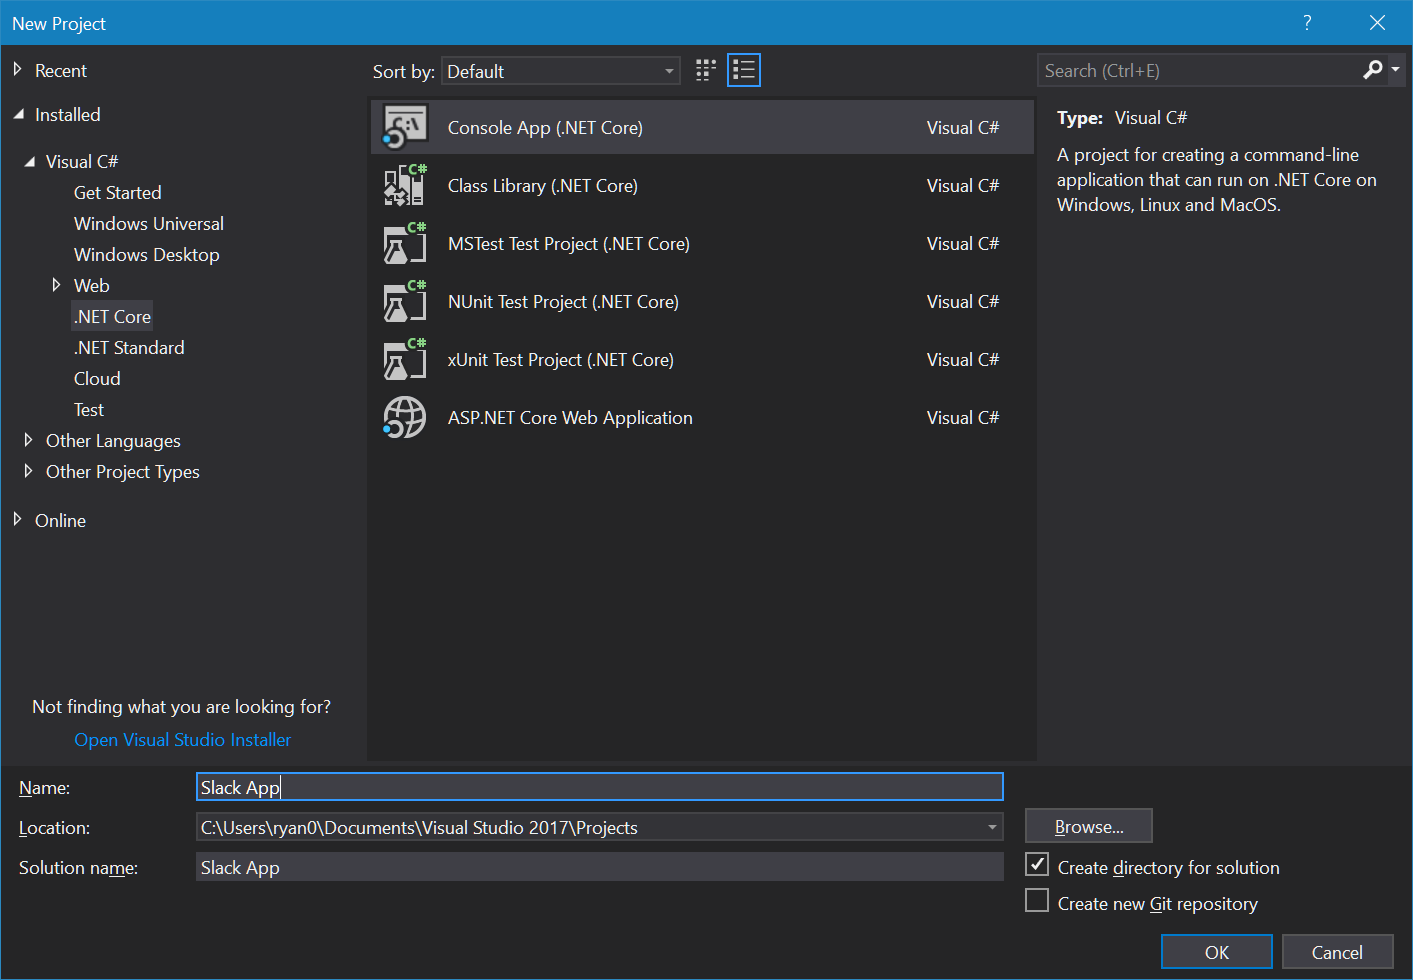 New Project
?
Recent
Installed
Visual C#
Get Started
Windows Universal
Windows Desktop
Web
.NET Core
.NET Standard
Cloud
Test
Other Languages
Other Project Types
Online
Not finding what you are looking for?
Open Visual Studio Installer
Sort by: Default
C:\ Console App (.NET Core) Visual C#
C# Class Library (.NET Core) Visual C#
C# MSTest Test Project (.NET Core) Visual C#
C# NUnit Test Project (.NET Core) Visual C#
C# xUnit Test Project (.NET Core) Visual C#
ASP.NET Core Web Application Visual C#
Search (Ctrl+E)
Type: Visual C#
A project for creating a command-line
application that can run on .NET Core on
Windows, Linux and MacOS.
Name: Slack App
Location: C:\Users\ryan0\Documents\Visual Studio 2017\Projects
Browse...
Solution name: Slack App
Create directory for solution
Create new Git repository
OK Cancel